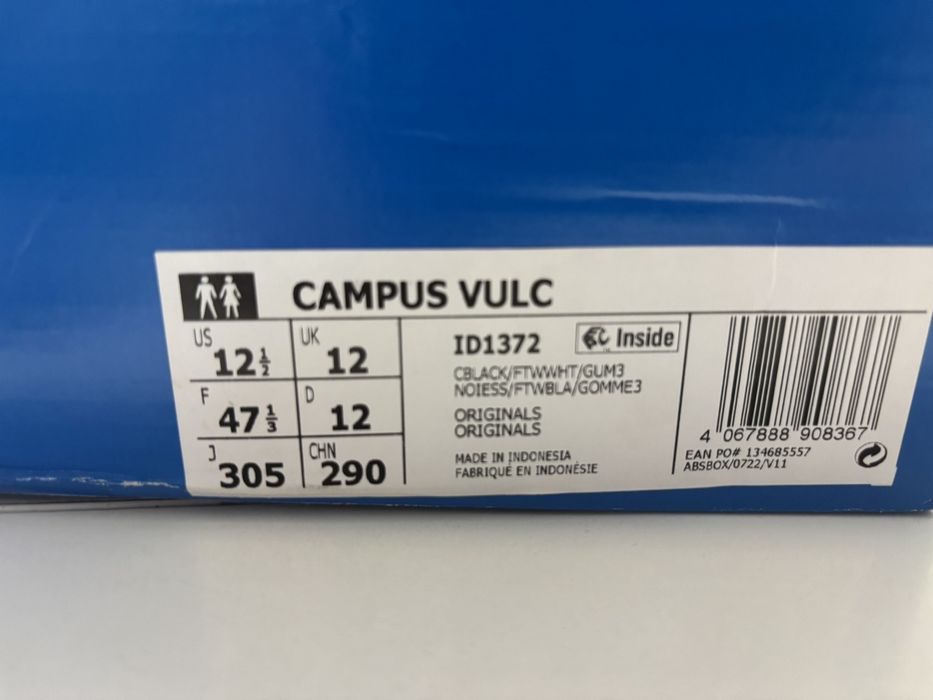 CAMPUS VULC
US 12½ UK 12
F 47⅓ D 12
J 305 CHN 290
ID1372 Inside
CBLACK/FTWWHT/GUM3
NOIESS/FTWBLA/GOMME3
ORIGINALS
ORIGINALS
MADE IN INDONESIA
FABRIQUÉ EN INDONÉSIE
4 067888 908367
EAN PO# 134685557
ABSBOX/0722/V11